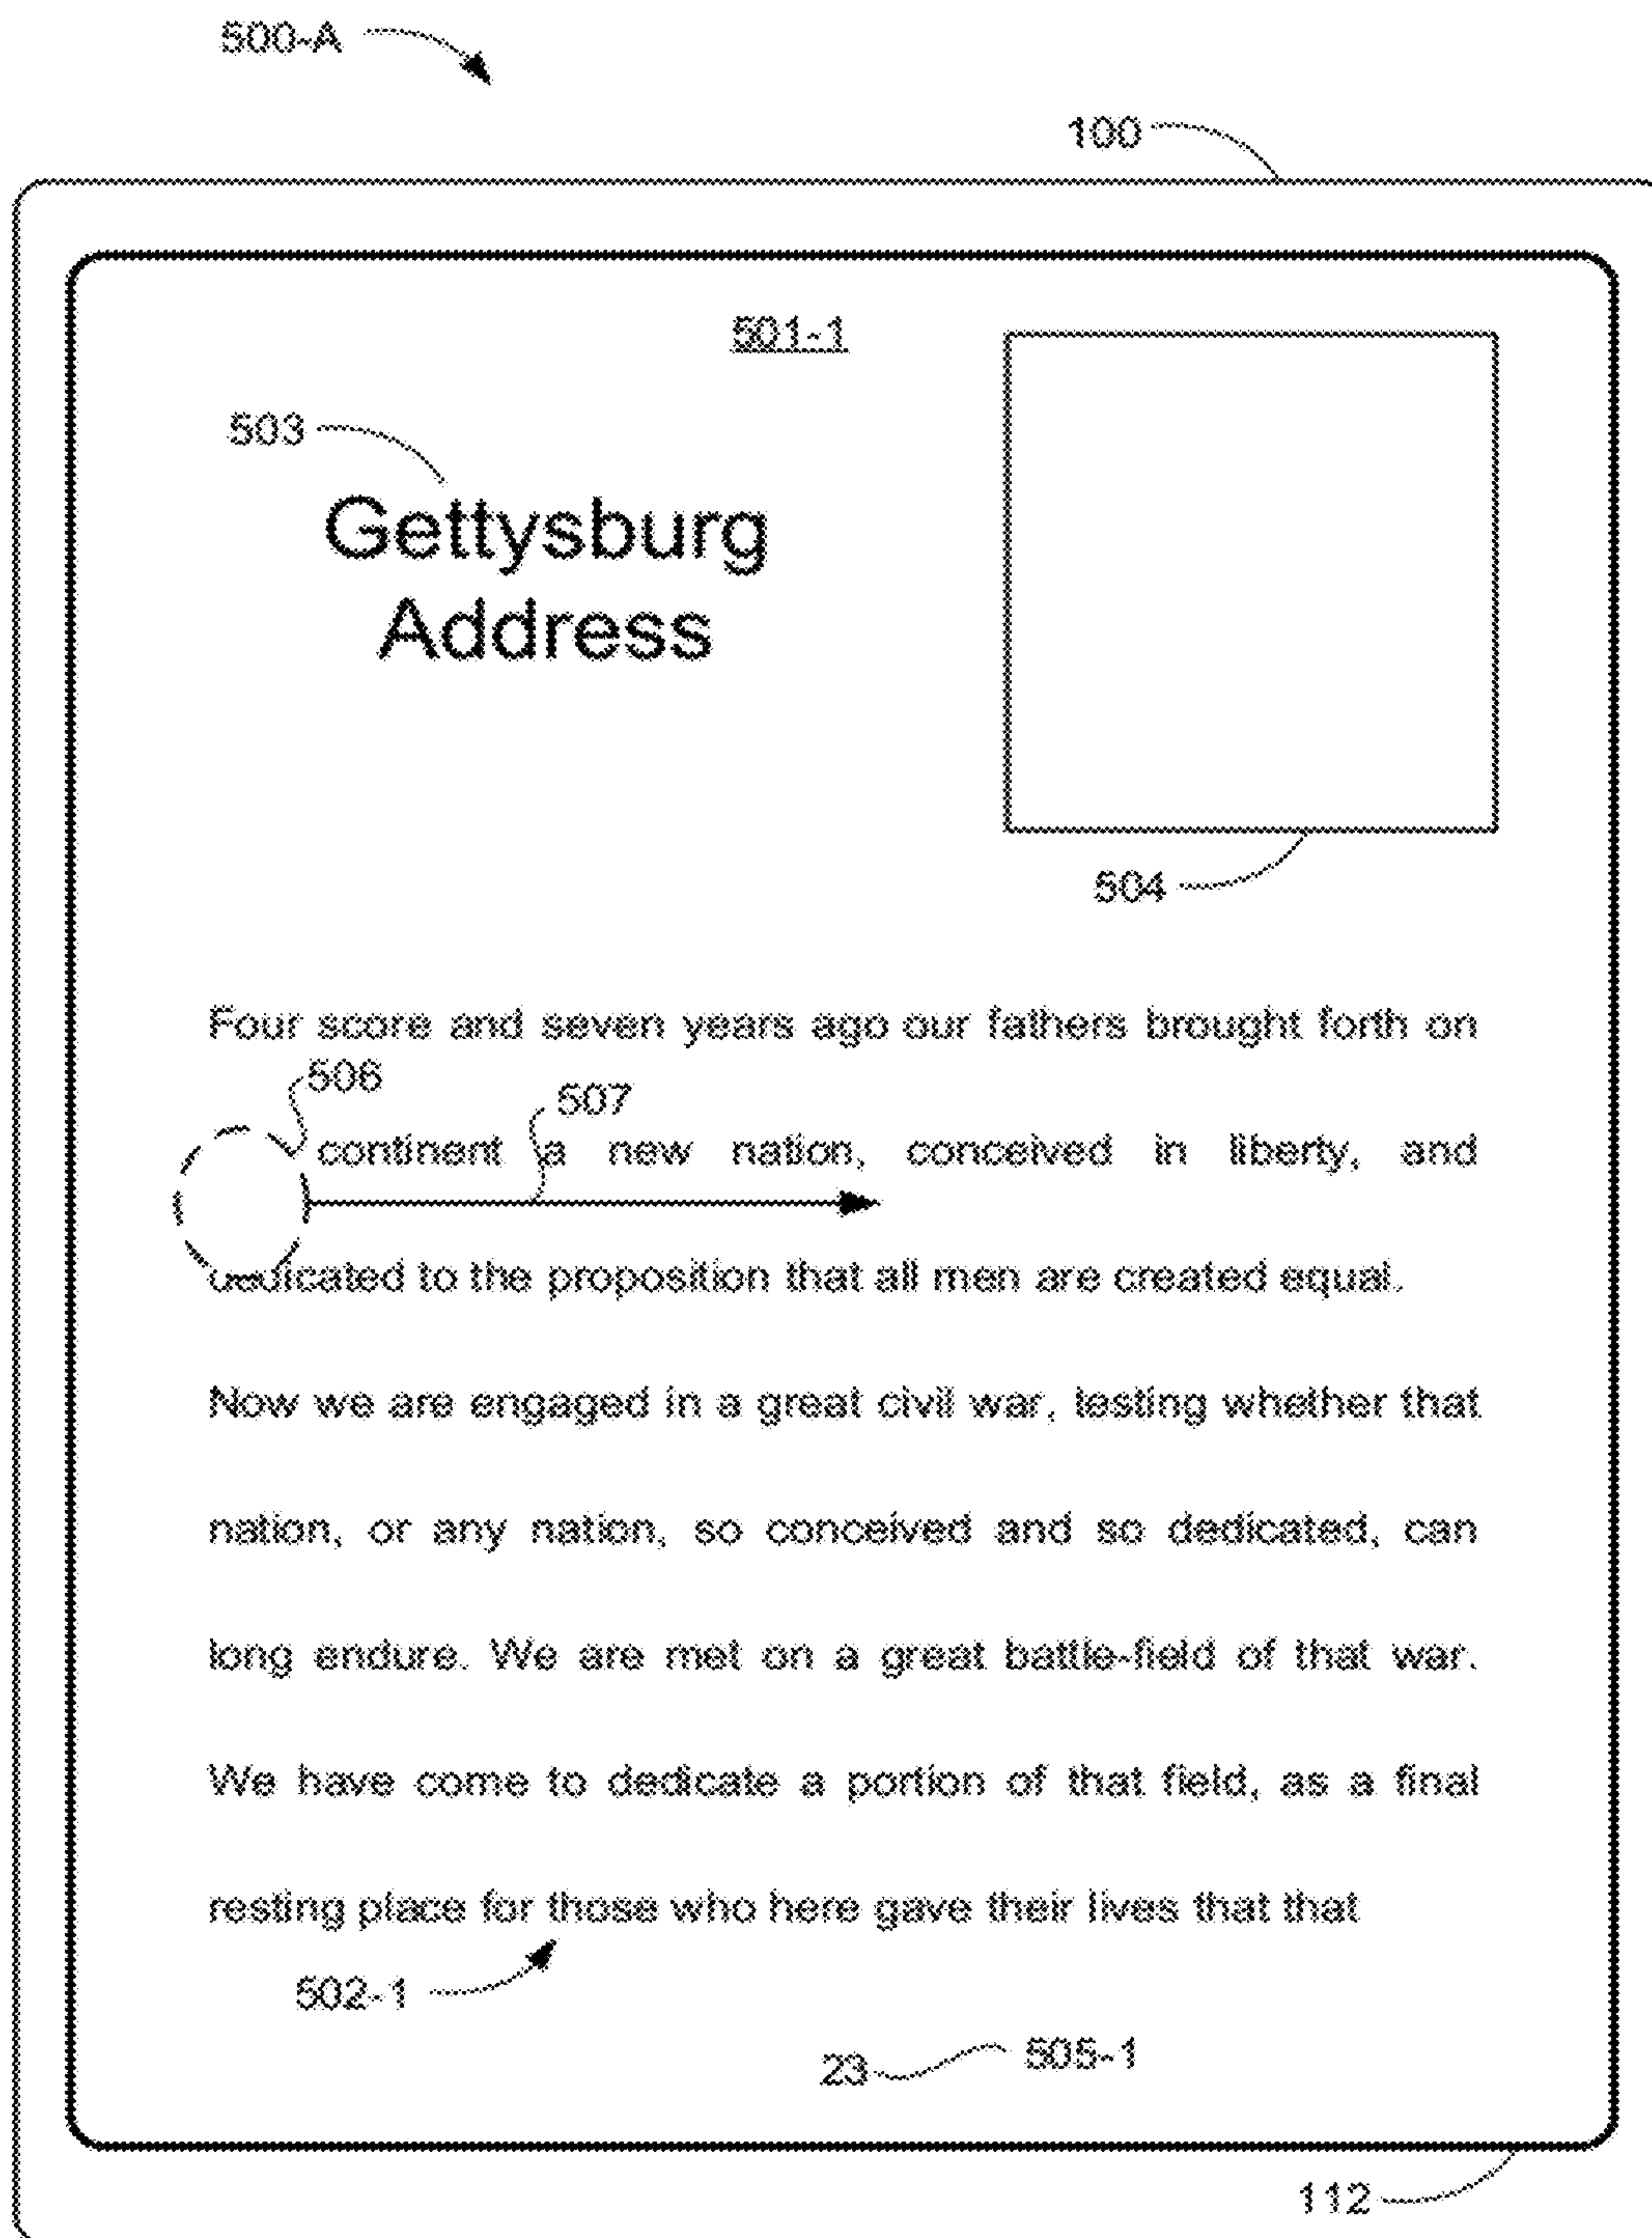 500-A
100
501-1
503
Gettysburg
Address
504
Four score and seven years ago our fathers brought forth on
506
507
continent a new nation, conceived in liberty, and
dedicated to the proposition that all men are created equal.
Now we are engaged in a great civil war, testing whether that
nation, or any nation, so conceived and so dedicated, can
long endure. We are met on a great battle-field of that war.
We have come to dedicate a portion of that field, as a final
resting place for those who here gave their lives that that
502-1
23
505-1
112